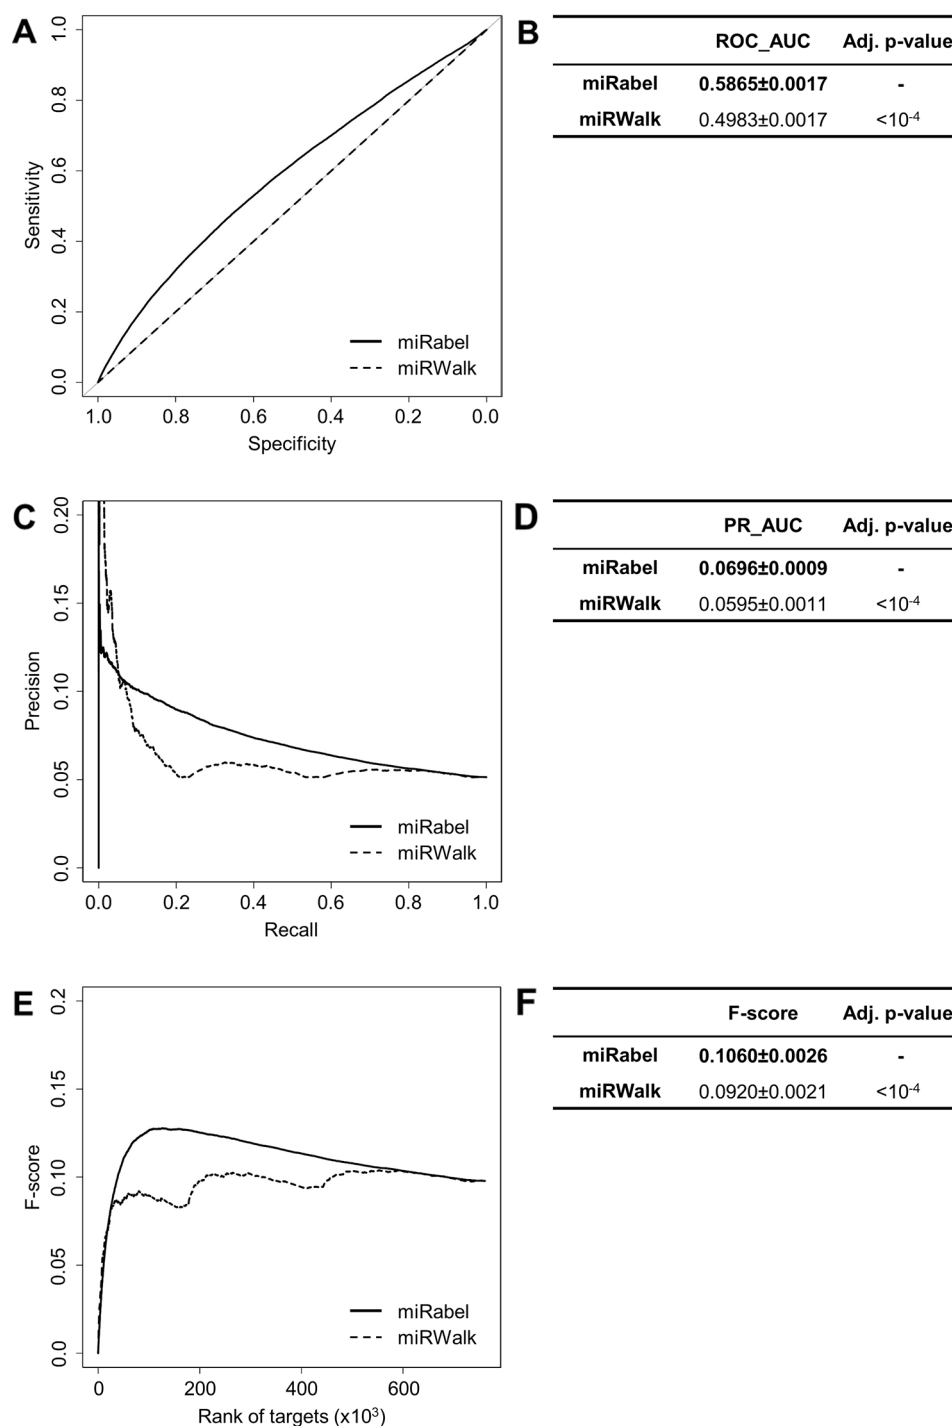 A
1.0
0.8
0.6
0.4
0.2
0.0
Sensitivity
miRabel
miRWalk
1.0 0.8 0.6 0.4 0.2 0.0
Specificity
B
ROC_AUC Adj. p-value
miRabel 0.5865±0.0017 -
miRWalk 0.4983±0.0017 <10-4
C
0.20
0.15
0.10
0.05
0.0
Precision
miRabel
miRWalk
0.0 0.2 0.4 0.6 0.8 1.0
Recall
D
PR_AUC Adj. p-value
miRabel 0.0696±0.0009 -
miRWalk 0.0595±0.0011 <10-4
E
0.2
0.15
0.10
0.05
0.0
F-score
miRabel
miRWalk
0 200 400 600
Rank of targets (x10³)
F
F-score Adj. p-value
miRabel 0.1060±0.0026 -
miRWalk 0.0920±0.0021 <10-4